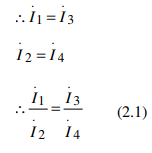 ∴ İ₁ = İ₃
İ₂ = İ₄
∴ İ₁/İ₂ = İ₃/İ₄ (2.1)